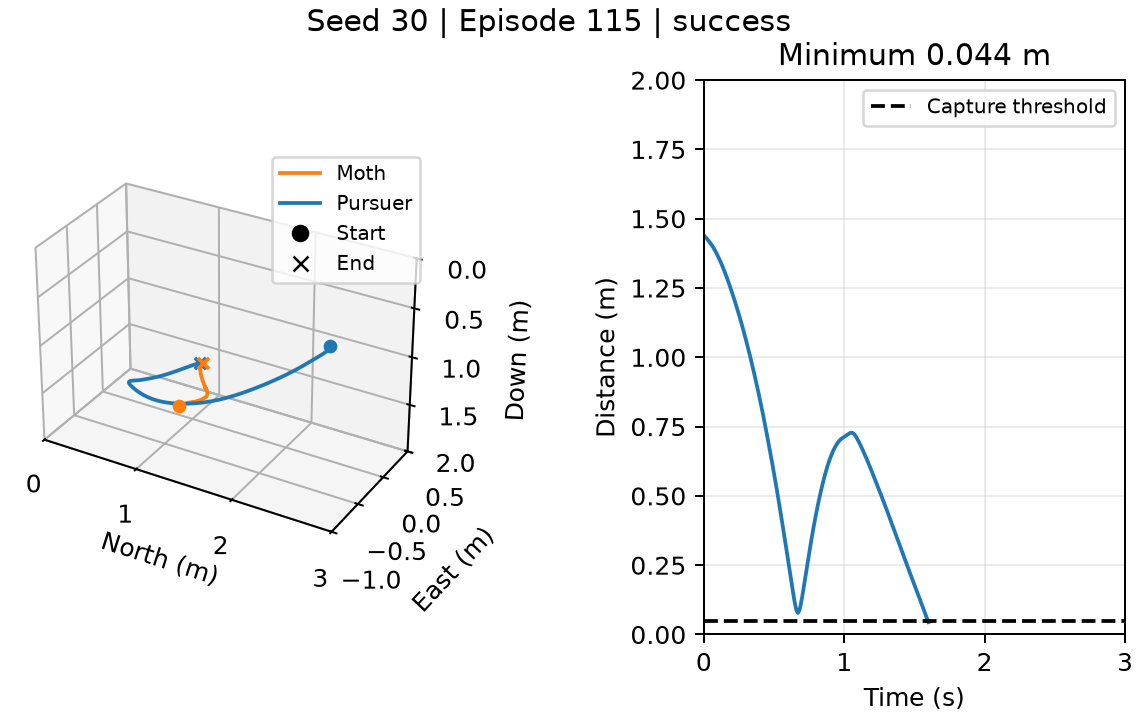 Seed 30 | Episode 115 | success
Moth
Pursuer
Start
End
0.0
0.5
1.0
1.5
2.0
Down (m)
0
1
2
3
North (m)
0.5
0.0
−0.5
−1.0
East (m)
Minimum 0.044 m
Capture threshold
2.00
1.75
1.50
1.25
1.00
0.75
0.50
0.25
0.00
Distance (m)
0
1
2
3
Time (s)